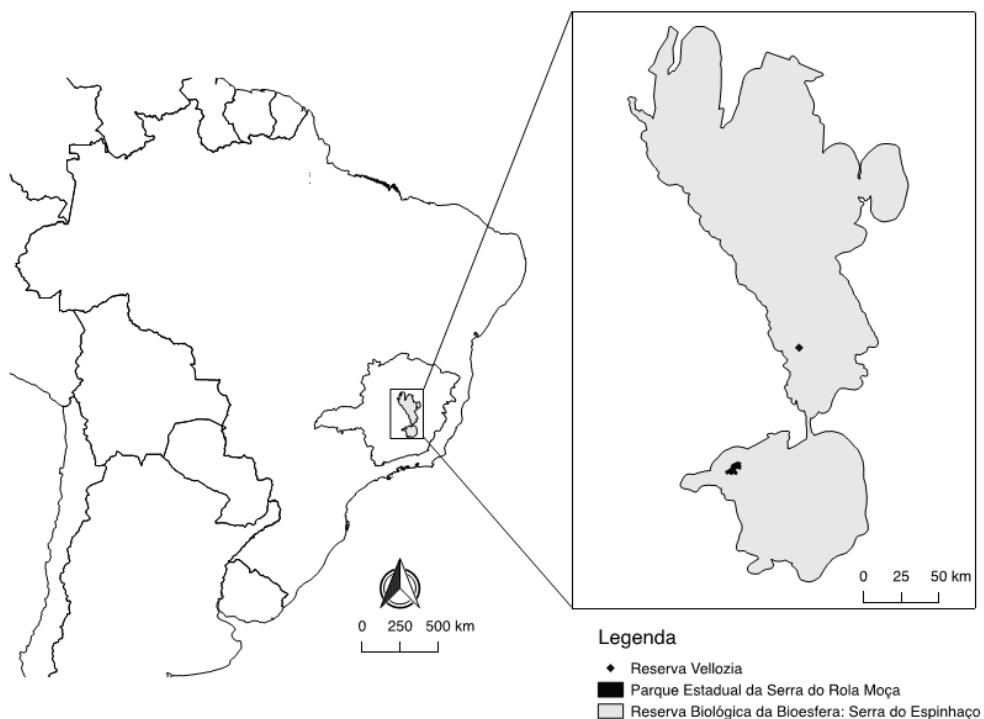 0 25 50 km
0 250 500 km
Legenda
Reserva Vellozia
Parque Estadual da Serra do Rola Moça
Reserva Biológica da Bioesfera: Serra do Espinhaço